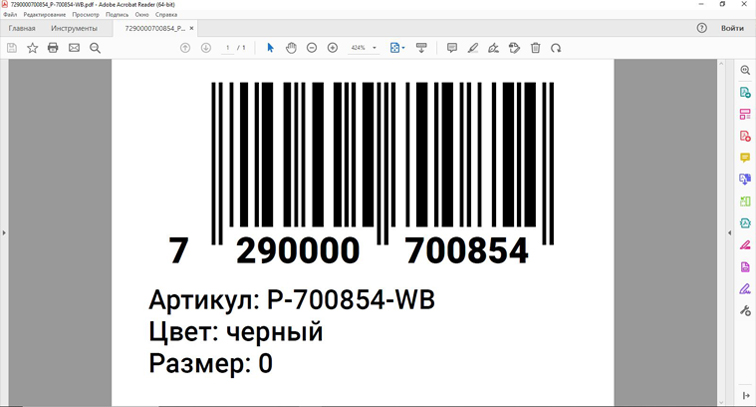 7290000700854_P-700854-WB.pdf - Adobe Acrobat Reader (64-bit)
Файл Редактирование Просмотр Подпись Окно Справка
Главная Инструменты 7290000700854_P... × Войти
1 / 1 424%
7 290000 700854
Артикул: P-700854-WB
Цвет: черный
Размер: 0